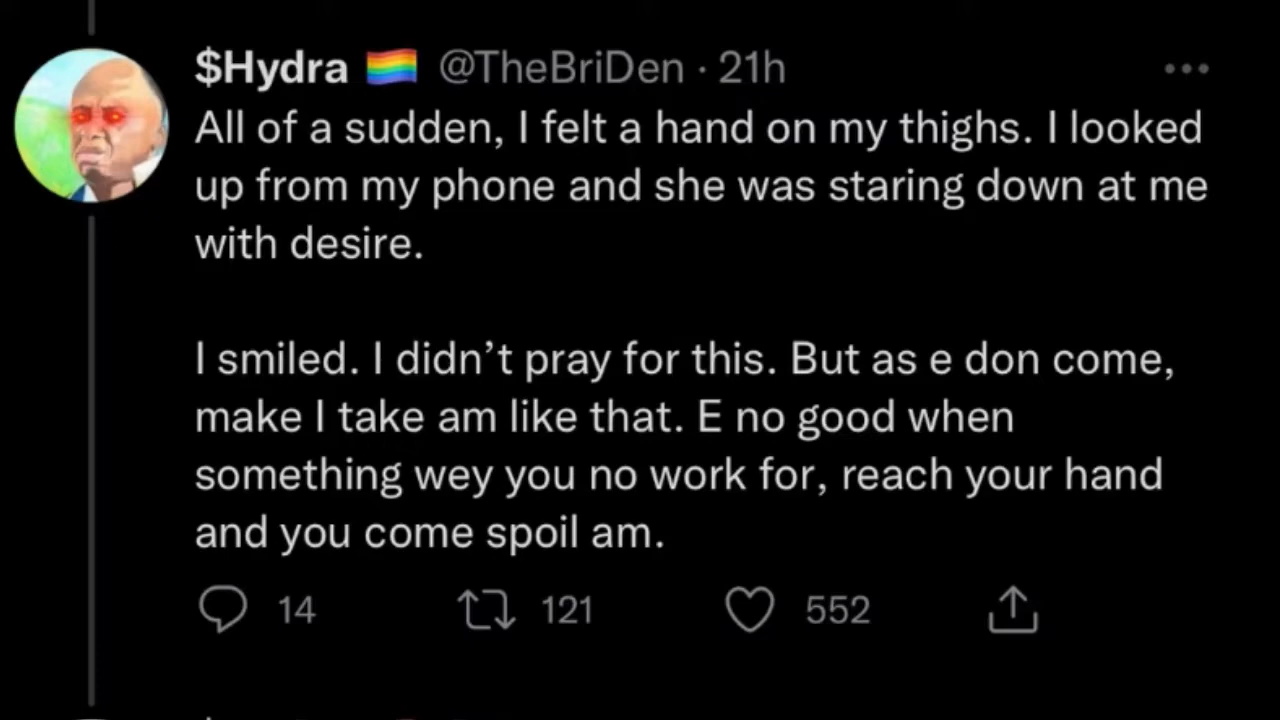 $Hydra 🏳️‍🌈 @TheBriDen · 21h
All of a sudden, I felt a hand on my thighs. I looked
up from my phone and she was staring down at me
with desire.
I smiled. I didn’t pray for this. But as e don come,
make I take am like that. E no good when
something wey you no work for, reach your hand
and you come spoil am.
14 121 552